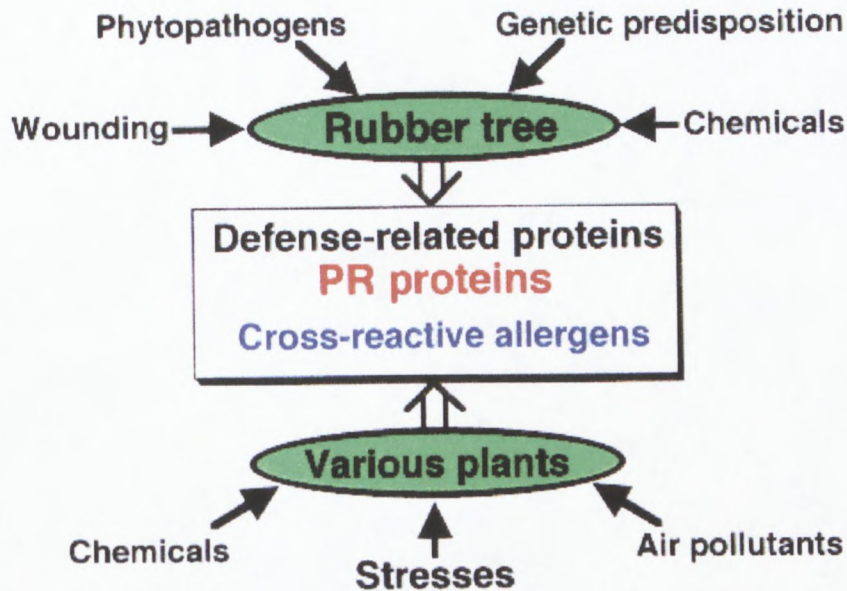 Phytopathogens Genetic predisposition
Wounding Rubber tree Chemicals
Defense-related proteins
PR proteins
Cross-reactive allergens
Various plants
Chemicals Stresses Air pollutants